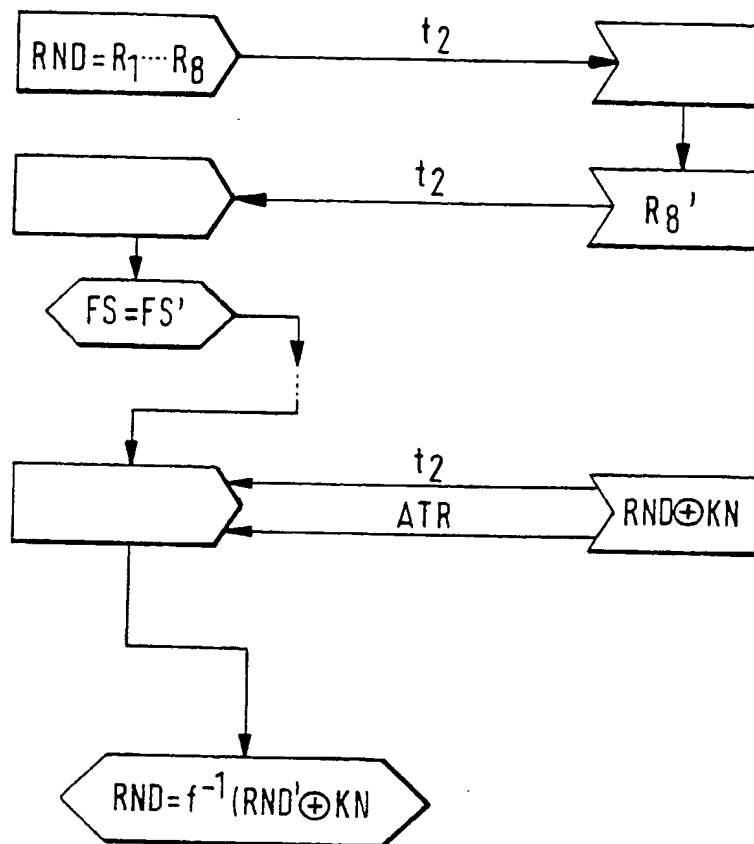 RND=R₁····R₈
t₂
t₂
R₈'
FS=FS'
t₂
ATR
RND⊕KN
RND=f⁻¹(RND'⊕KN